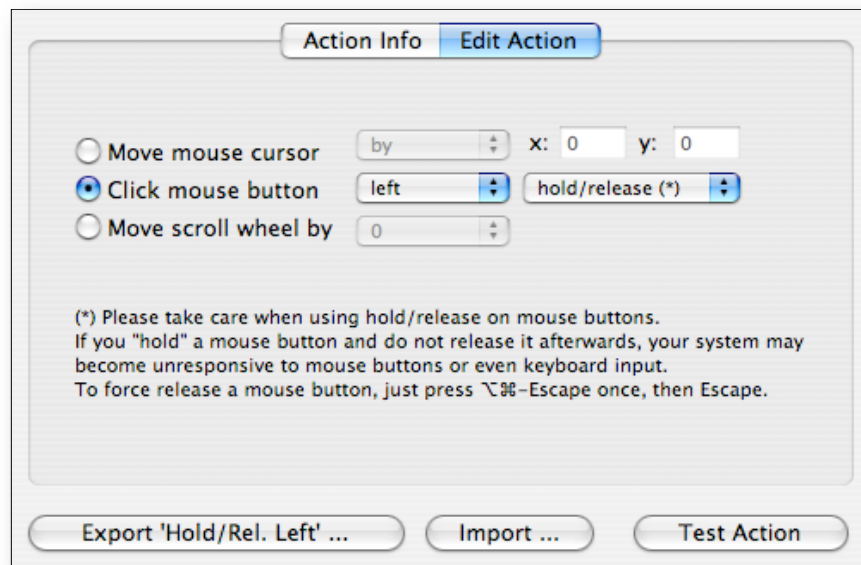 Action Info Edit Action
Move mouse cursor by x: 0 y: 0
Click mouse button left hold/release (*)
Move scroll wheel by 0
(*) Please take care when using hold/release on mouse buttons.
If you "hold" a mouse button and do not release it afterwards, your system may
become unresponsive to mouse buttons or even keyboard input.
To force release a mouse button, just press ⌥⌘-Escape once, then Escape.
Export 'Hold/Rel. Left' ... Import ... Test Action